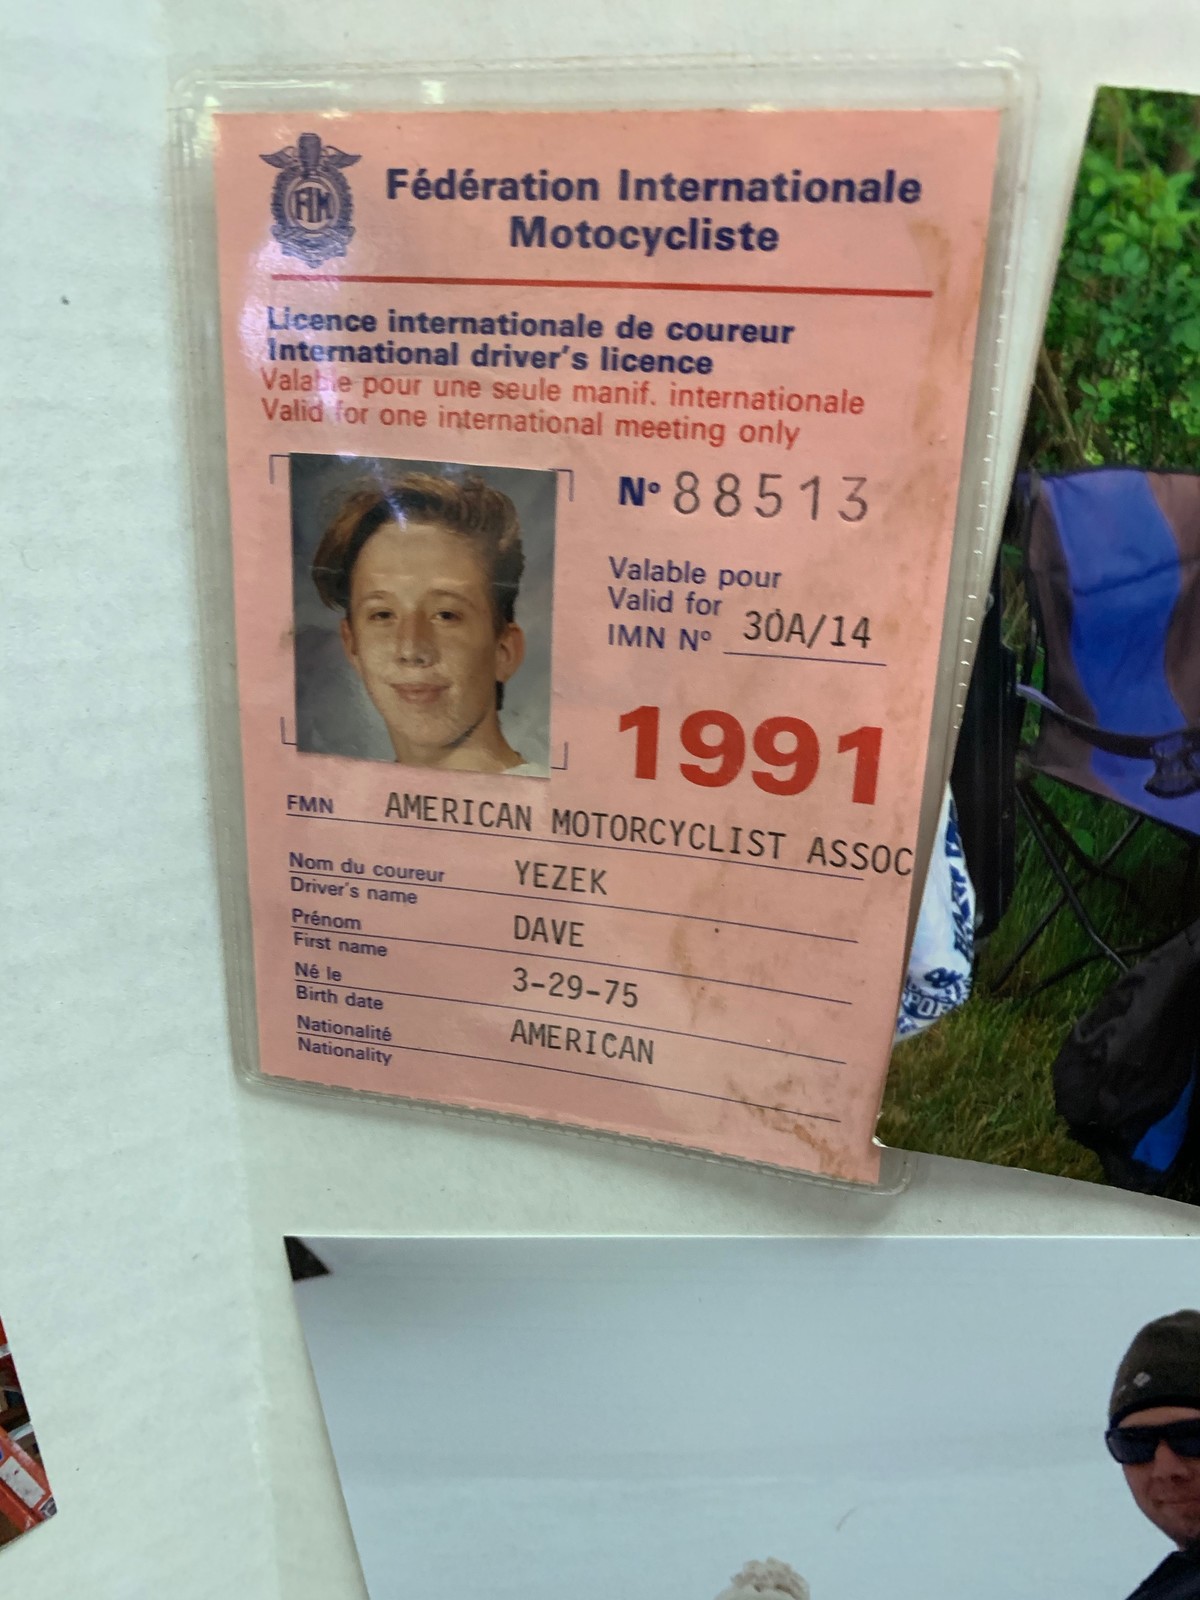 FIM
Fédération Internationale
Motocycliste
Licence internationale de coureur
International driver's licence
Valable pour une seule manif. internationale
Valid for one international meeting only
Nº 88513
Valable pour
Valid for
IMN Nº 30A/14
1991
FMN AMERICAN MOTORCYCLIST ASSOC
Nom du coureur YEZEK
Driver's name
Prénom DAVE
First name
Né le 3-29-75
Birth date
Nationalité AMERICAN
Nationality